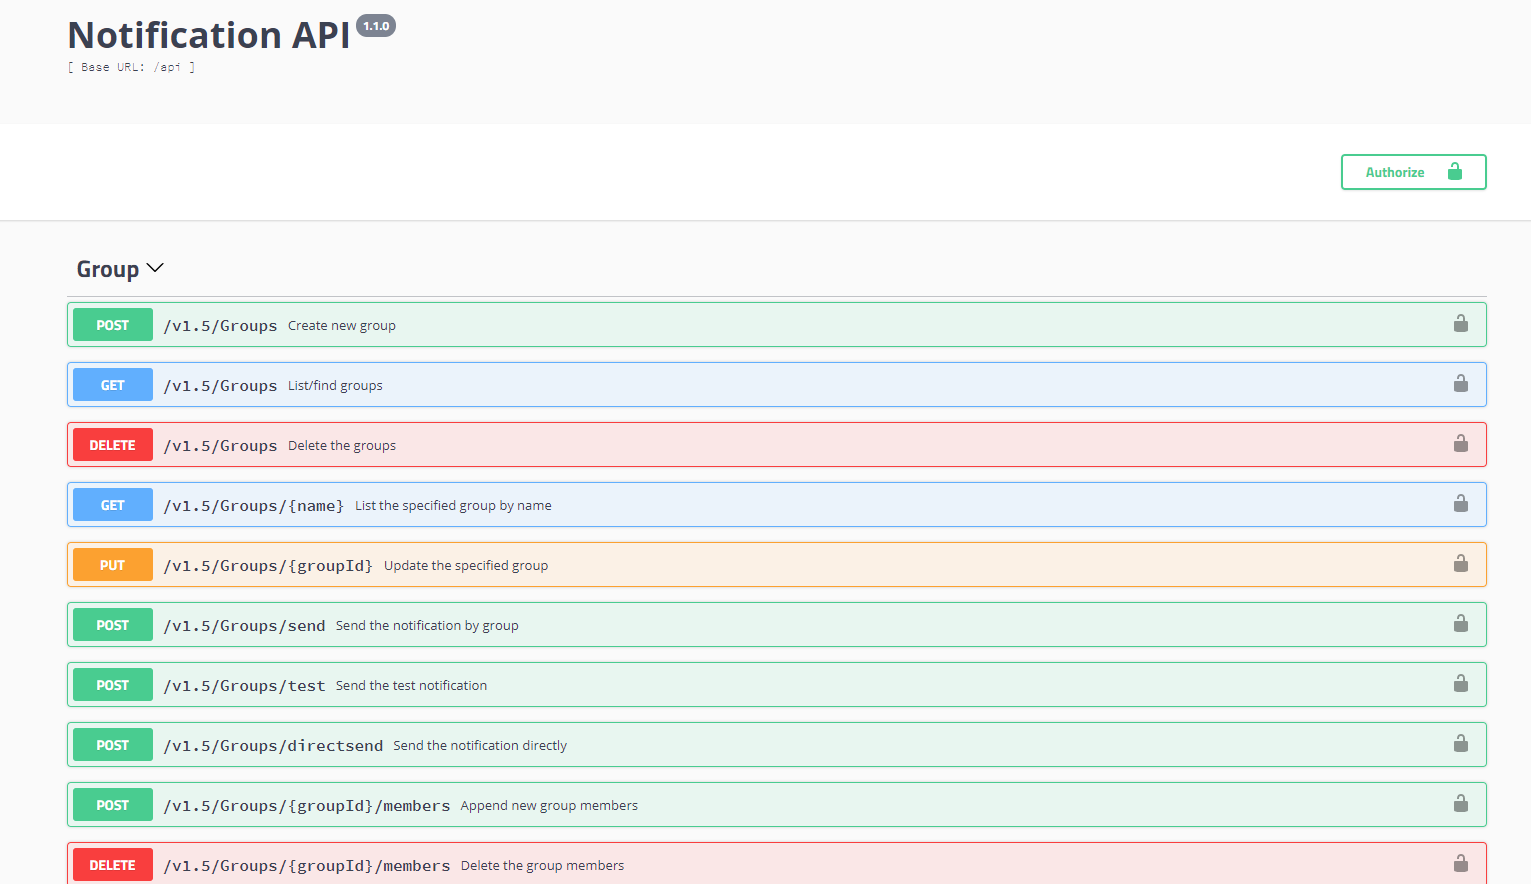 Notification API 1.1.0
[ Base URL: /api ]
Authorize
Group
POST /v1.5/Groups Create new group
GET /v1.5/Groups List/find groups
DELETE /v1.5/Groups Delete the groups
GET /v1.5/Groups/{name} List the specified group by name
PUT /v1.5/Groups/{groupId} Update the specified group
POST /v1.5/Groups/send Send the notification by group
POST /v1.5/Groups/test Send the test notification
POST /v1.5/Groups/directsend Send the notification directly
POST /v1.5/Groups/{groupId}/members Append new group members
DELETE /v1.5/Groups/{groupId}/members Delete the group members